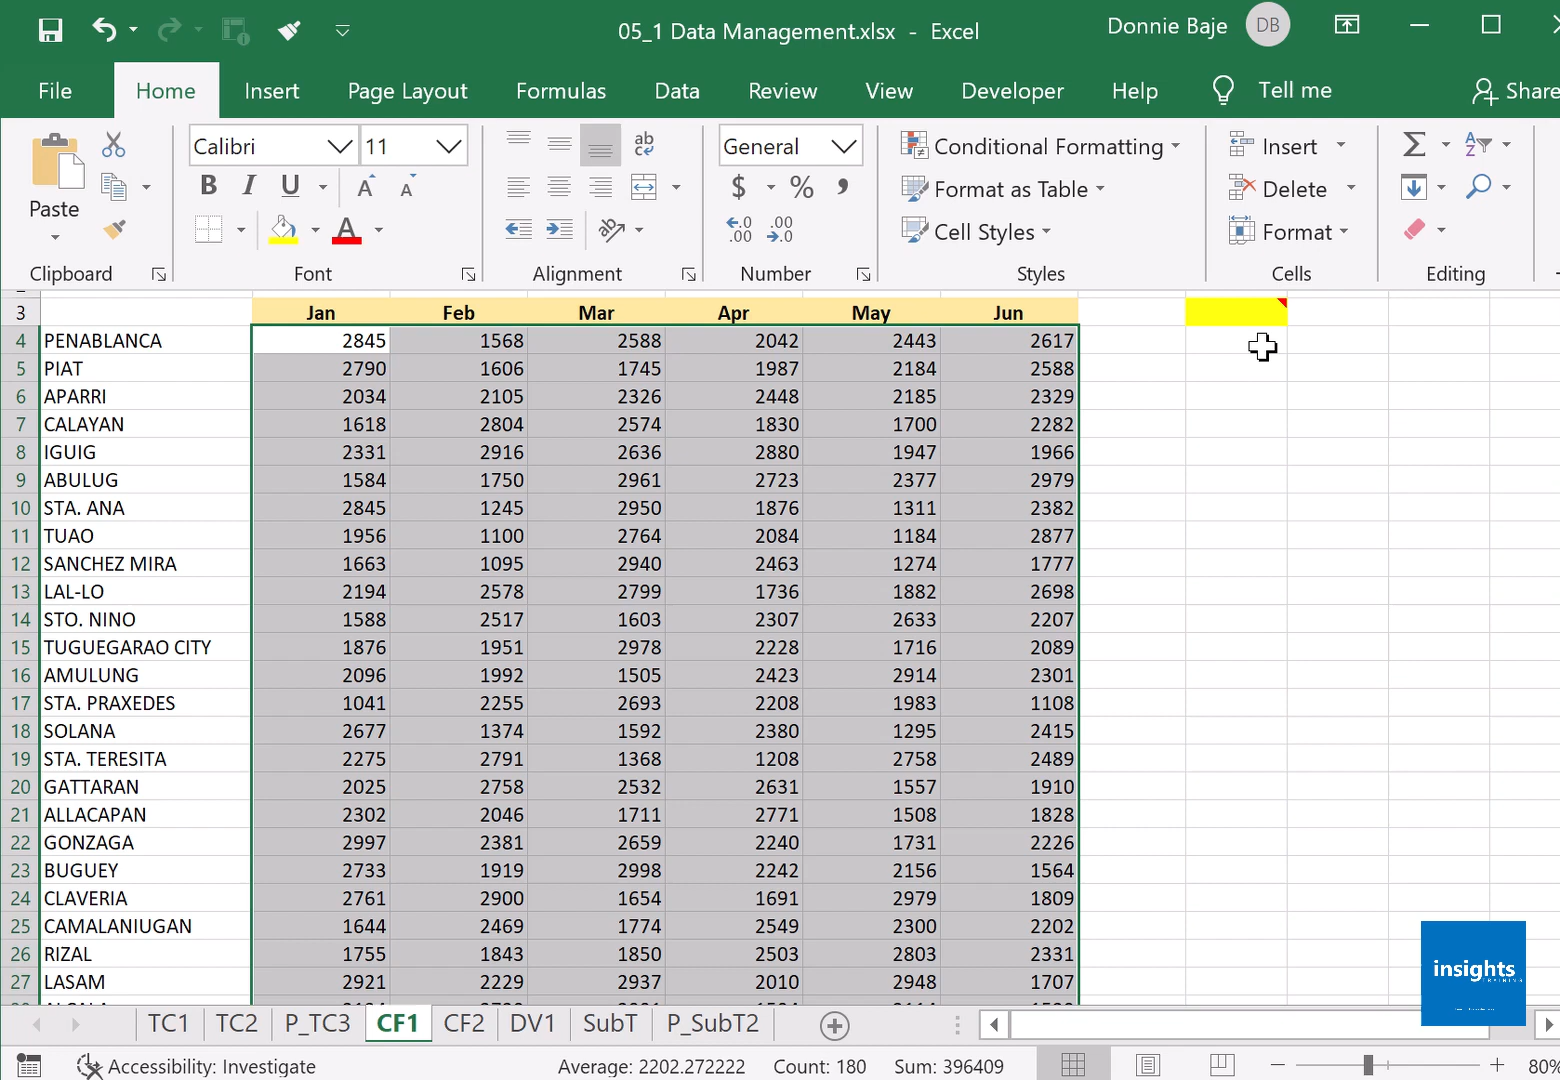 05_1 Data Management.xlsx - Excel
Donnie Baje DB
File Home Insert Page Layout Formulas Data Review View Developer Help Tell me Share
Paste
Calibri 11
B I U A A
A
ab
General
$ % ,
Conditional Formatting
Format as Table
Cell Styles
Insert
Delete
Format
Clipboard Font Alignment Number Styles Cells Editing
3 Jan Feb Mar Apr May Jun
4 PENABLANCA 2845 1568 2588 2042 2443 2617
5 PIAT 2790 1606 1745 1987 2184 2588
6 APARRI 2034 2105 2326 2448 2185 2329
7 CALAYAN 1618 2804 2574 1830 1700 2282
8 IGUIG 2331 2916 2636 2880 1947 1966
9 ABULUG 1584 1750 2961 2723 2377 2979
10 STA. ANA 2845 1245 2950 1876 1311 2382
11 TUAO 1956 1100 2764 2084 1184 2877
12 SANCHEZ MIRA 1663 1095 2940 2463 1274 1777
13 LAL-LO 2194 2578 2799 1736 1882 2698
14 STO. NINO 1588 2517 1603 2307 2633 2207
15 TUGUEGARAO CITY 1876 1951 2978 2228 1716 2089
16 AMULUNG 2096 1992 1505 2423 2914 2301
17 STA. PRAXEDES 1041 2255 2693 2208 1983 1108
18 SOLANA 2677 1374 1592 2380 1295 2415
19 STA. TERESITA 2275 2791 1368 1208 2758 2489
20 GATTARAN 2025 2758 2532 2631 1557 1910
21 ALLACAPAN 2302 2046 1711 2771 1508 1828
22 GONZAGA 2997 2381 2659 2240 1731 2226
23 BUGUEY 2733 1919 2998 2242 2156 1564
24 CLAVERIA 2761 2900 1654 1691 2979 1809
25 CAMALANIUGAN 1644 2469 1774 2549 2300 2202
26 RIZAL 1755 1843 1850 2503 2803 2331
27 LASAM 2921 2229 2937 2010 2948 1707
insights
TC1 TC2 P_TC3 CF1 CF2 DV1 SubT P_SubT2
Accessibility: Investigate Average: 2202.272222 Count: 180 Sum: 396409 80%